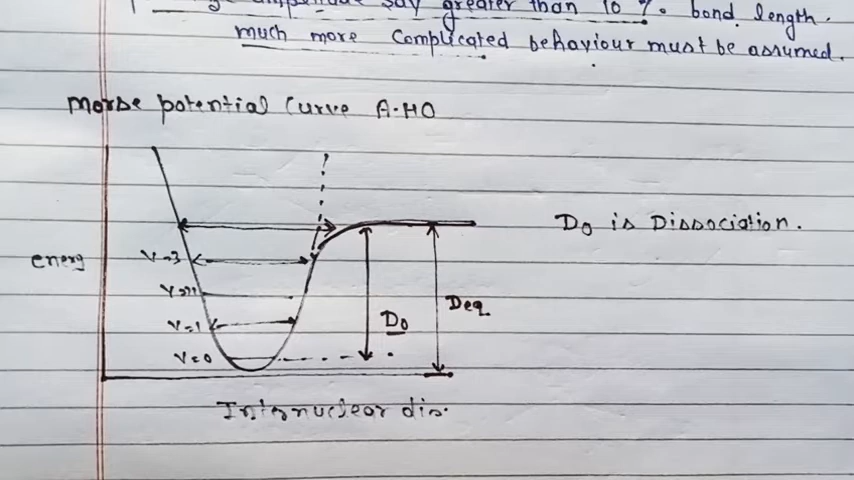 say greater than 10 %. bond length.
much more complicated behaviour must be assumed.
Morse potential Curve A.HO
Do is Dissociation.
energ
V=3
V=1
Do
Deq
V=0
Internuclear dis.